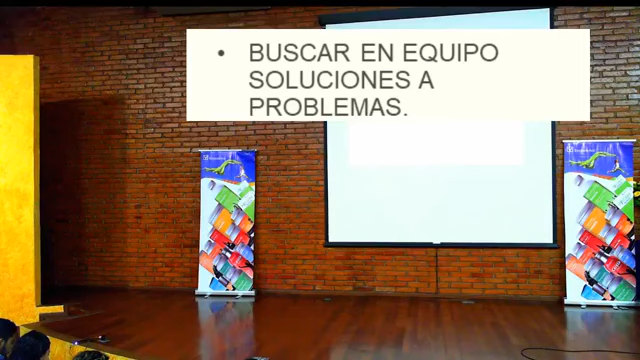 • BUSCAR EN EQUIPO
SOLUCIONES A
PROBLEMAS.